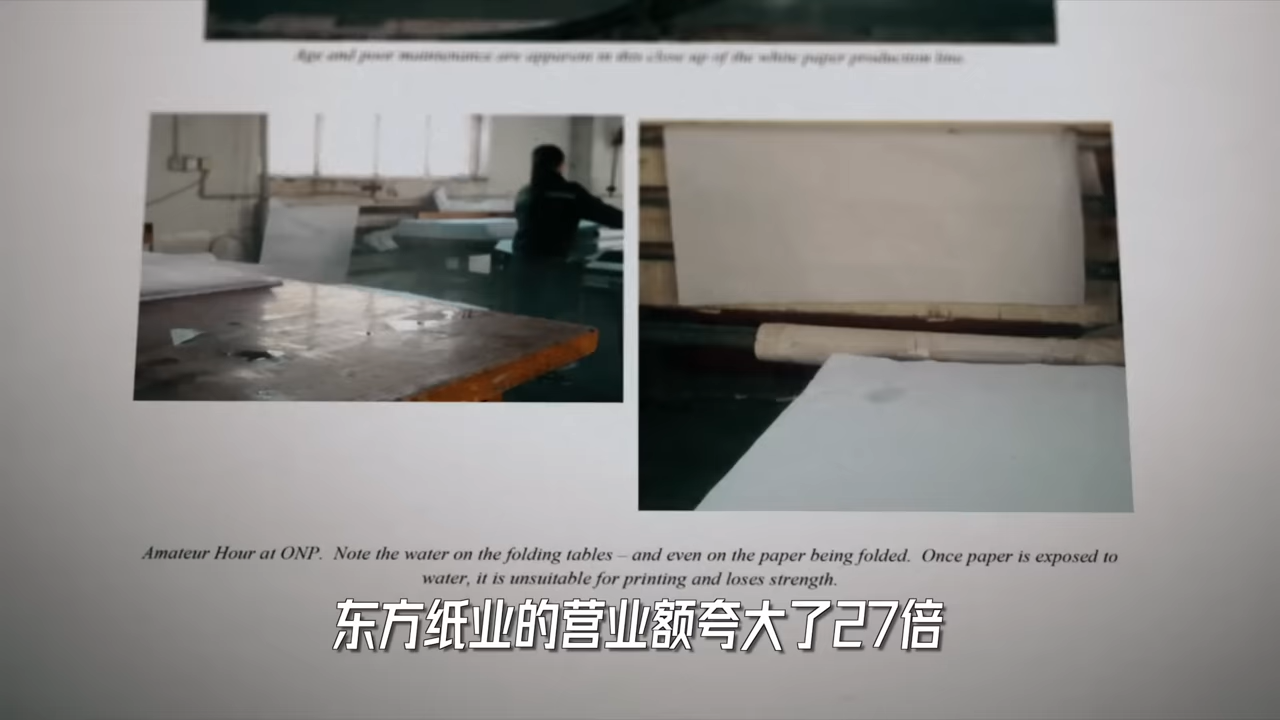 Age and poor maintenance are apparent in this close up of the white paper production line.
Amateur Hour at ONP.  Note the water on the folding tables – and even on the paper being folded.  Once paper is exposed to
water, it is unsuitable for printing and loses strength.
东方纸业的营业额夸大了27倍